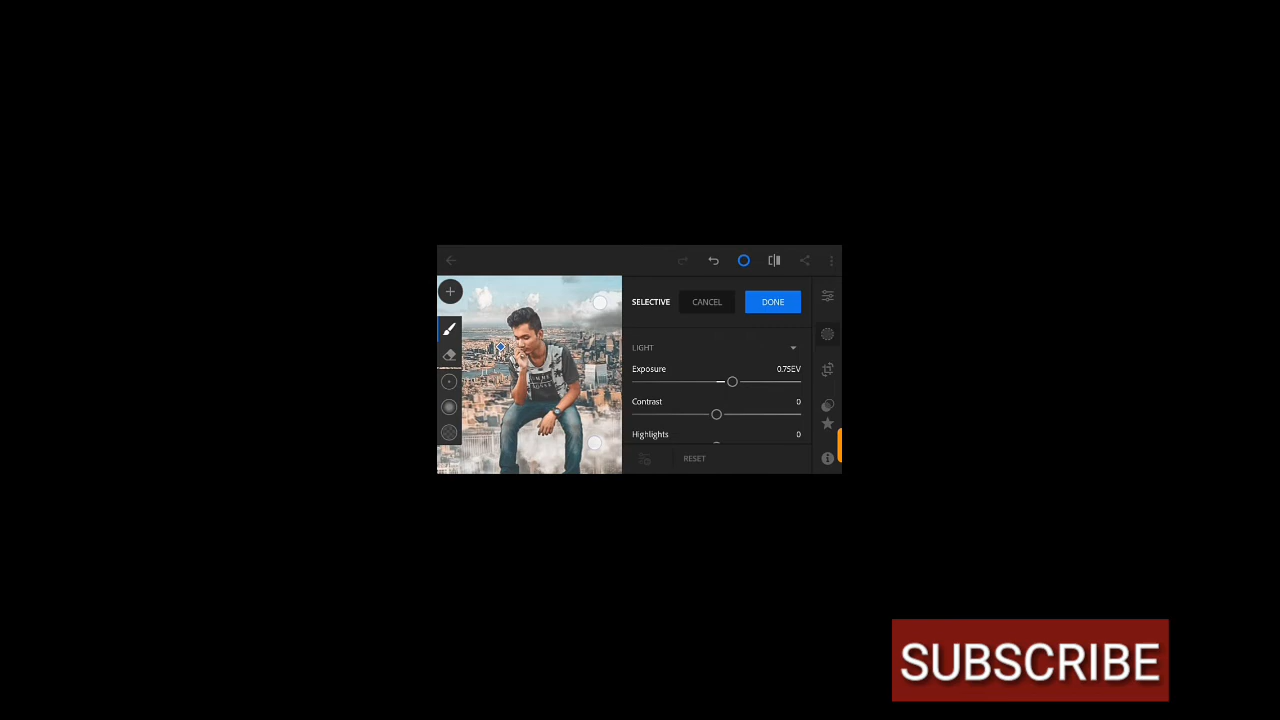 SELECTIVE CANCEL DONE
LIGHT
Exposure 0.75EV
Contrast 0
Highlights 0
RESET
SUBSCRIBE